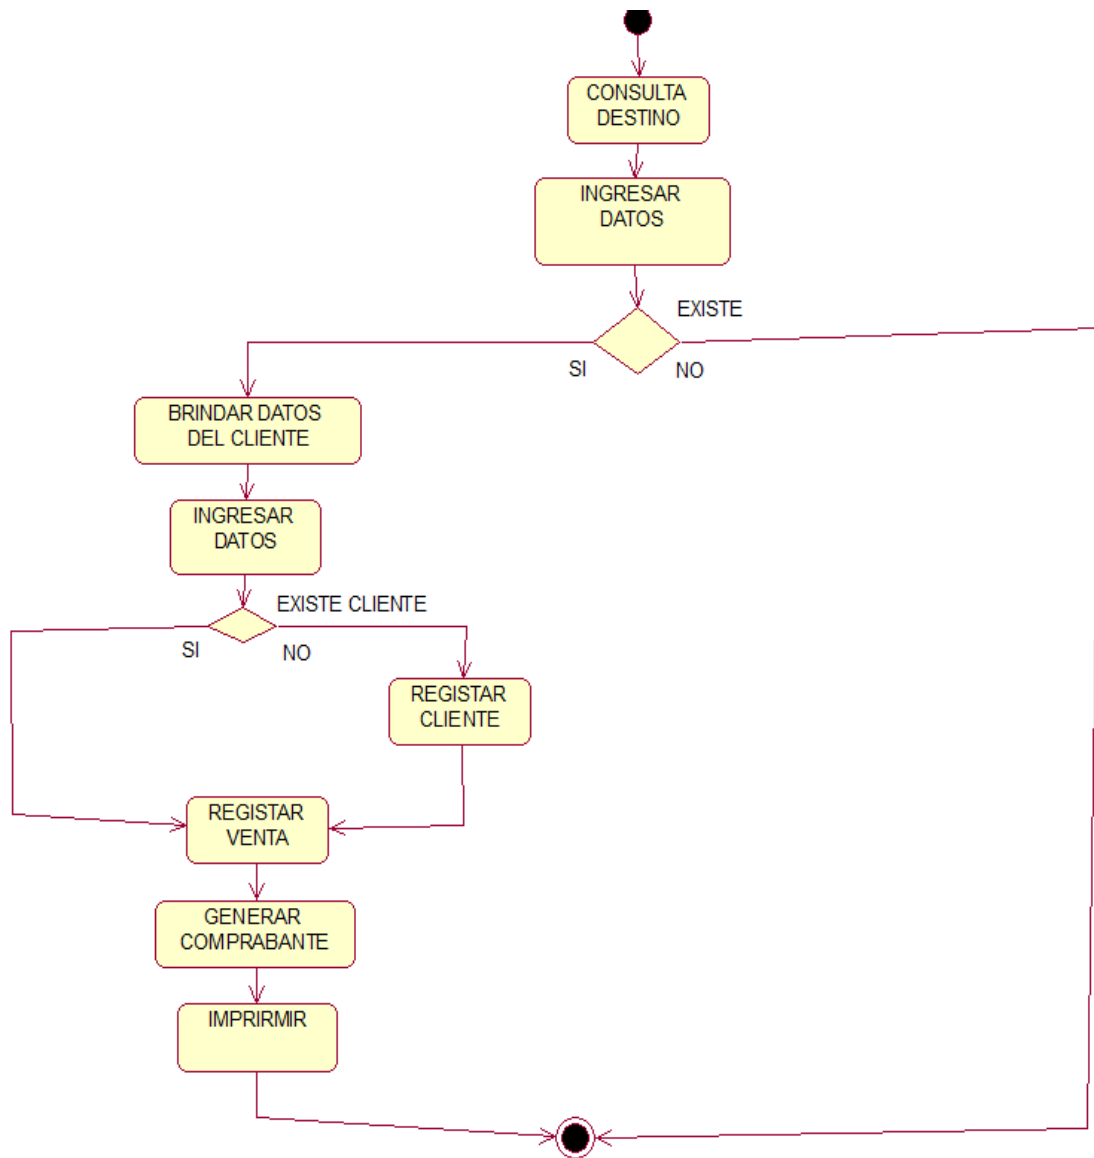 CONSULTA
DESTINO
INGRESAR
DATOS
EXISTE
SI
NO
BRINDAR DATOS
DEL CLIENTE
INGRESAR
DATOS
EXISTE CLIENTE
SI
NO
REGISTAR
CLIENTE
REGISTAR
VENTA
GENERAR
COMPRABANTE
IMPRIRMIR